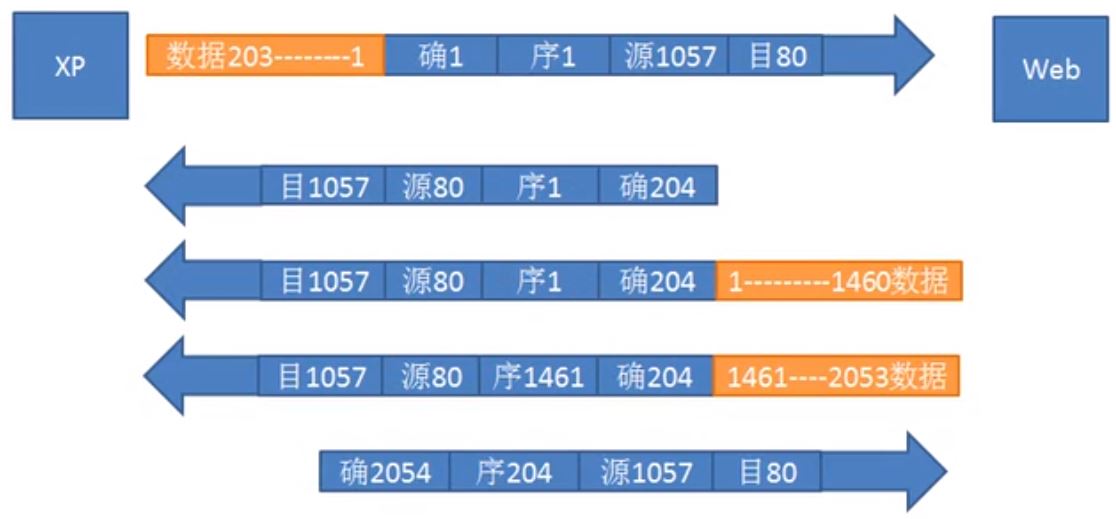 XP 数据203--------1 确1 序1 源1057 目80 Web
目1057 源80 序1 确204
目1057 源80 序1 确204 1---------1460数据
目1057 源80 序1461 确204 1461----2053数据
确2054 序204 源1057 目80